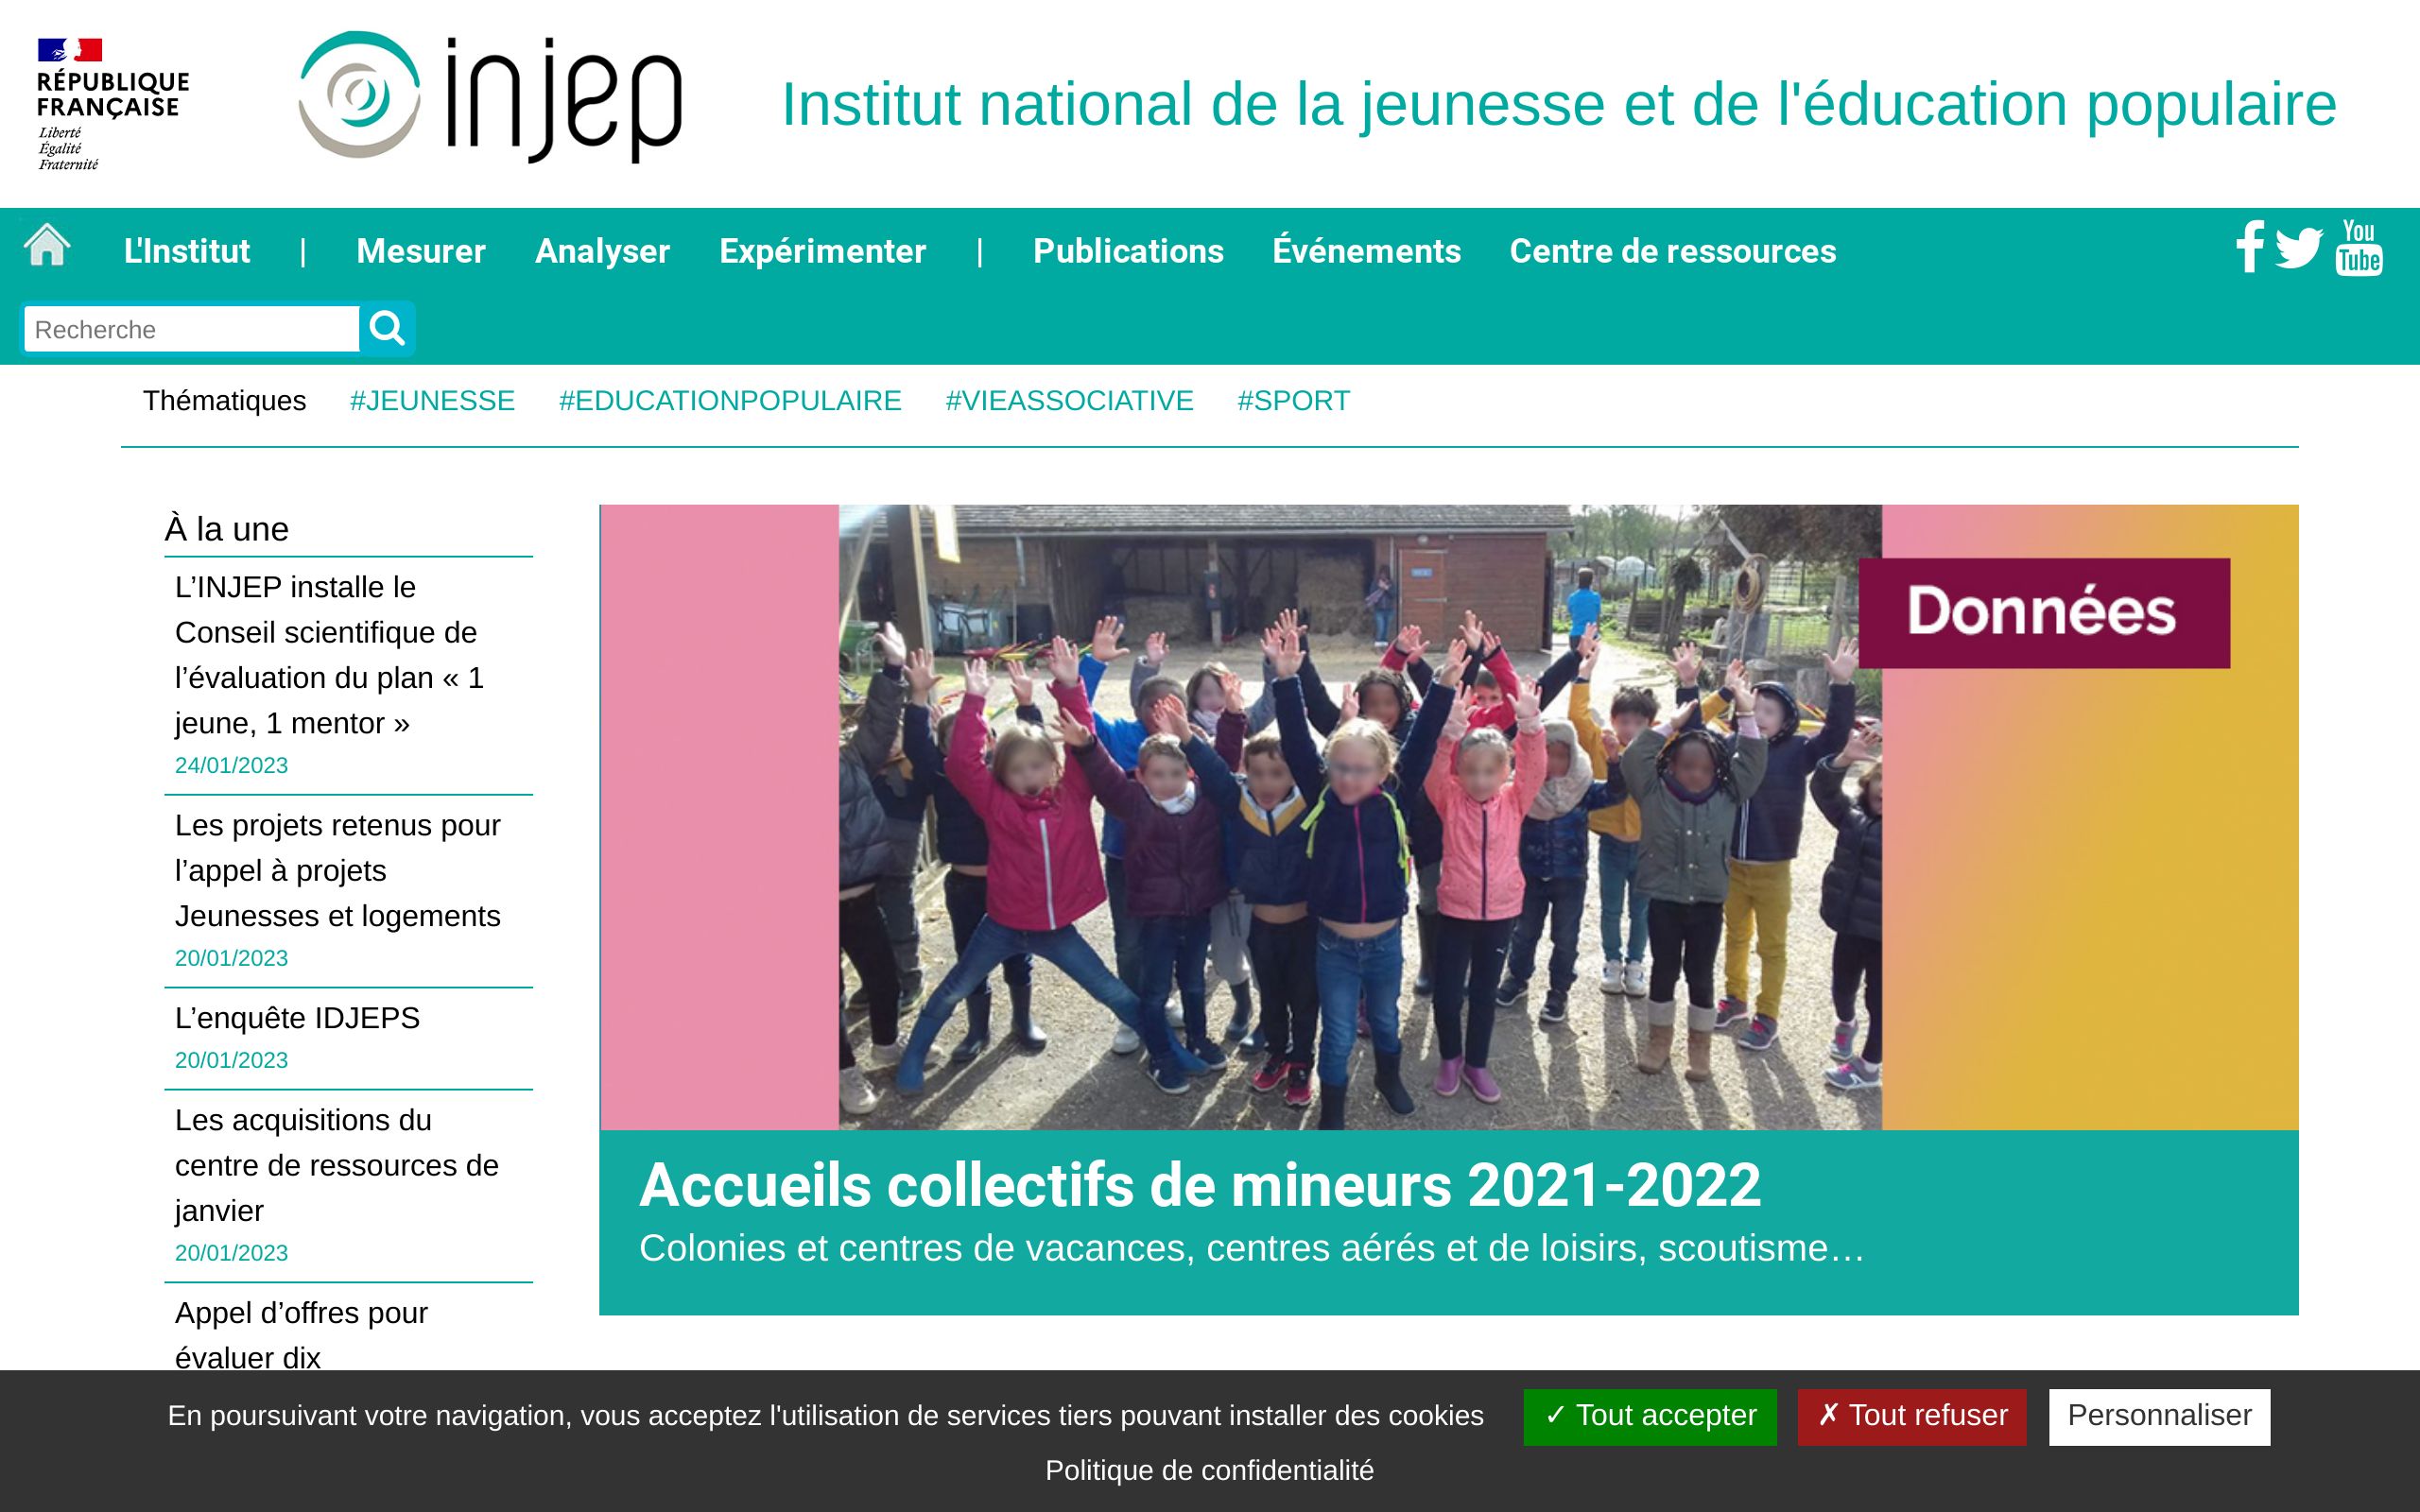 RÉPUBLIQUE
FRANÇAISE
Liberté
Égalité
Fraternité
injep
Institut national de la jeunesse et de l'éducation populaire
L'Institut | Mesurer Analyser Expérimenter | Publications Événements Centre de ressources
You
Tube
Recherche
Thématiques #JEUNESSE #EDUCATIONPOPULAIRE #VIEASSOCIATIVE #SPORT
À la une
L’INJEP installe le
Conseil scientifique de
l’évaluation du plan « 1
jeune, 1 mentor »
24/01/2023
Les projets retenus pour
l’appel à projets
Jeunesses et logements
20/01/2023
L’enquête IDJEPS
20/01/2023
Les acquisitions du
centre de ressources de
janvier
20/01/2023
Appel d’offres pour
évaluer dix
Données
Accueils collectifs de mineurs 2021-2022
Colonies et centres de vacances, centres aérés et de loisirs, scoutisme…
En poursuivant votre navigation, vous acceptez l'utilisation de services tiers pouvant installer des cookies ✓ Tout accepter ✗ Tout refuser Personnaliser
Politique de confidentialité